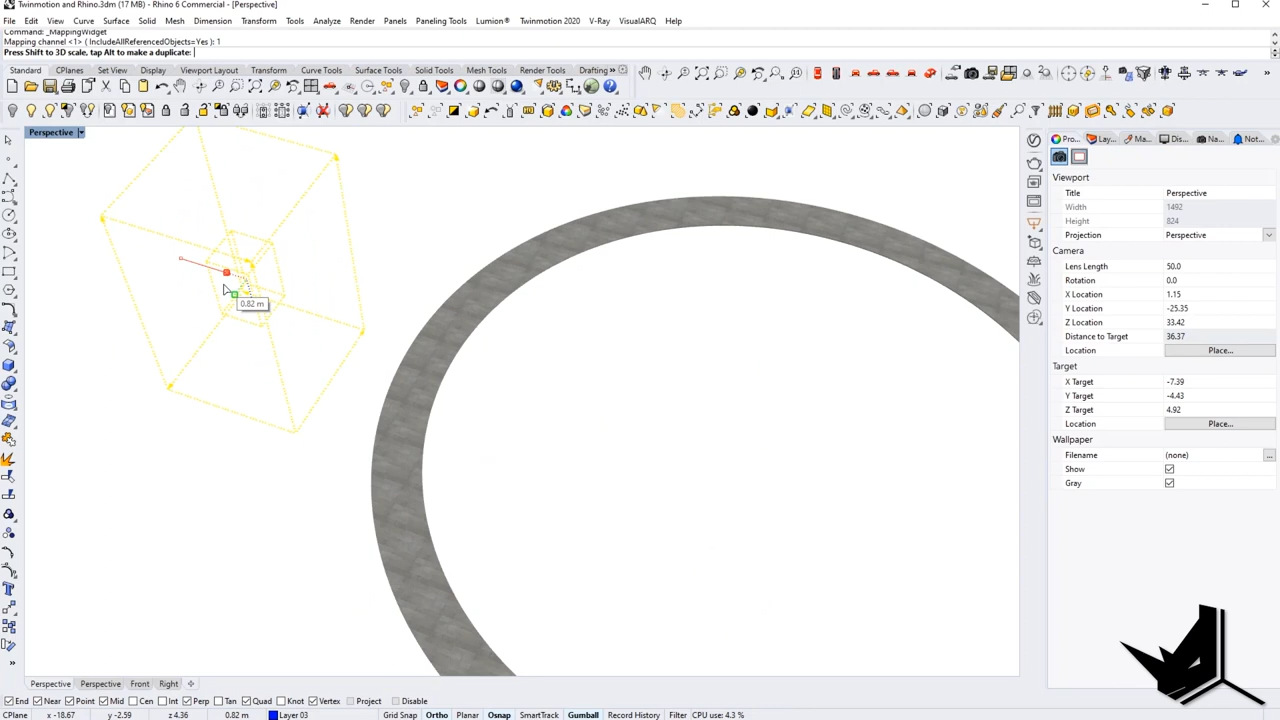 Twinmotion and Rhino.3dm (17 MB) - Rhino 6 Commercial - [Perspective]
File Edit View Curve Surface Solid Mesh Dimension Transform Tools Analyze Render Panels Paneling Tools Lumion® Twinmotion 2020 V-Ray VisualARQ Help
Command: _MappingWidget
Mapping channel <1> ( IncludeAllReferencedObjects=Yes ): 1
Press Shift to 3D scale, tap Alt to make a duplicate:
Standard CPlanes Set View Display Viewport Layout Transform Curve Tools Surface Tools Solid Tools Mesh Tools Render Tools Drafting »
Perspective
Pro... Lay... Ma... Dis... Na... Not...
Viewport
Title Perspective
Width 1492
Height 824
Projection Perspective
Camera
Lens Length 50.0
Rotation 0.0
X Location 1.15
Y Location -25.35
Z Location 33.42
Distance to Target 36.37
Location Place...
Target
X Target -7.39
Y Target -4.43
Z Target 4.92
Location Place...
Wallpaper
Filename (none) ...
Show
Gray
0.82 m
Perspective Perspective Front Right
End Near Point Mid Cen Int Perp Tan Quad Knot Vertex Project Disable
CPlane x -18.67 y -2.59 z 4.36 0.82 m Layer 03 Grid Snap Ortho Planar Osnap SmartTrack Gumball Record History Filter CPU use: 4.3 %